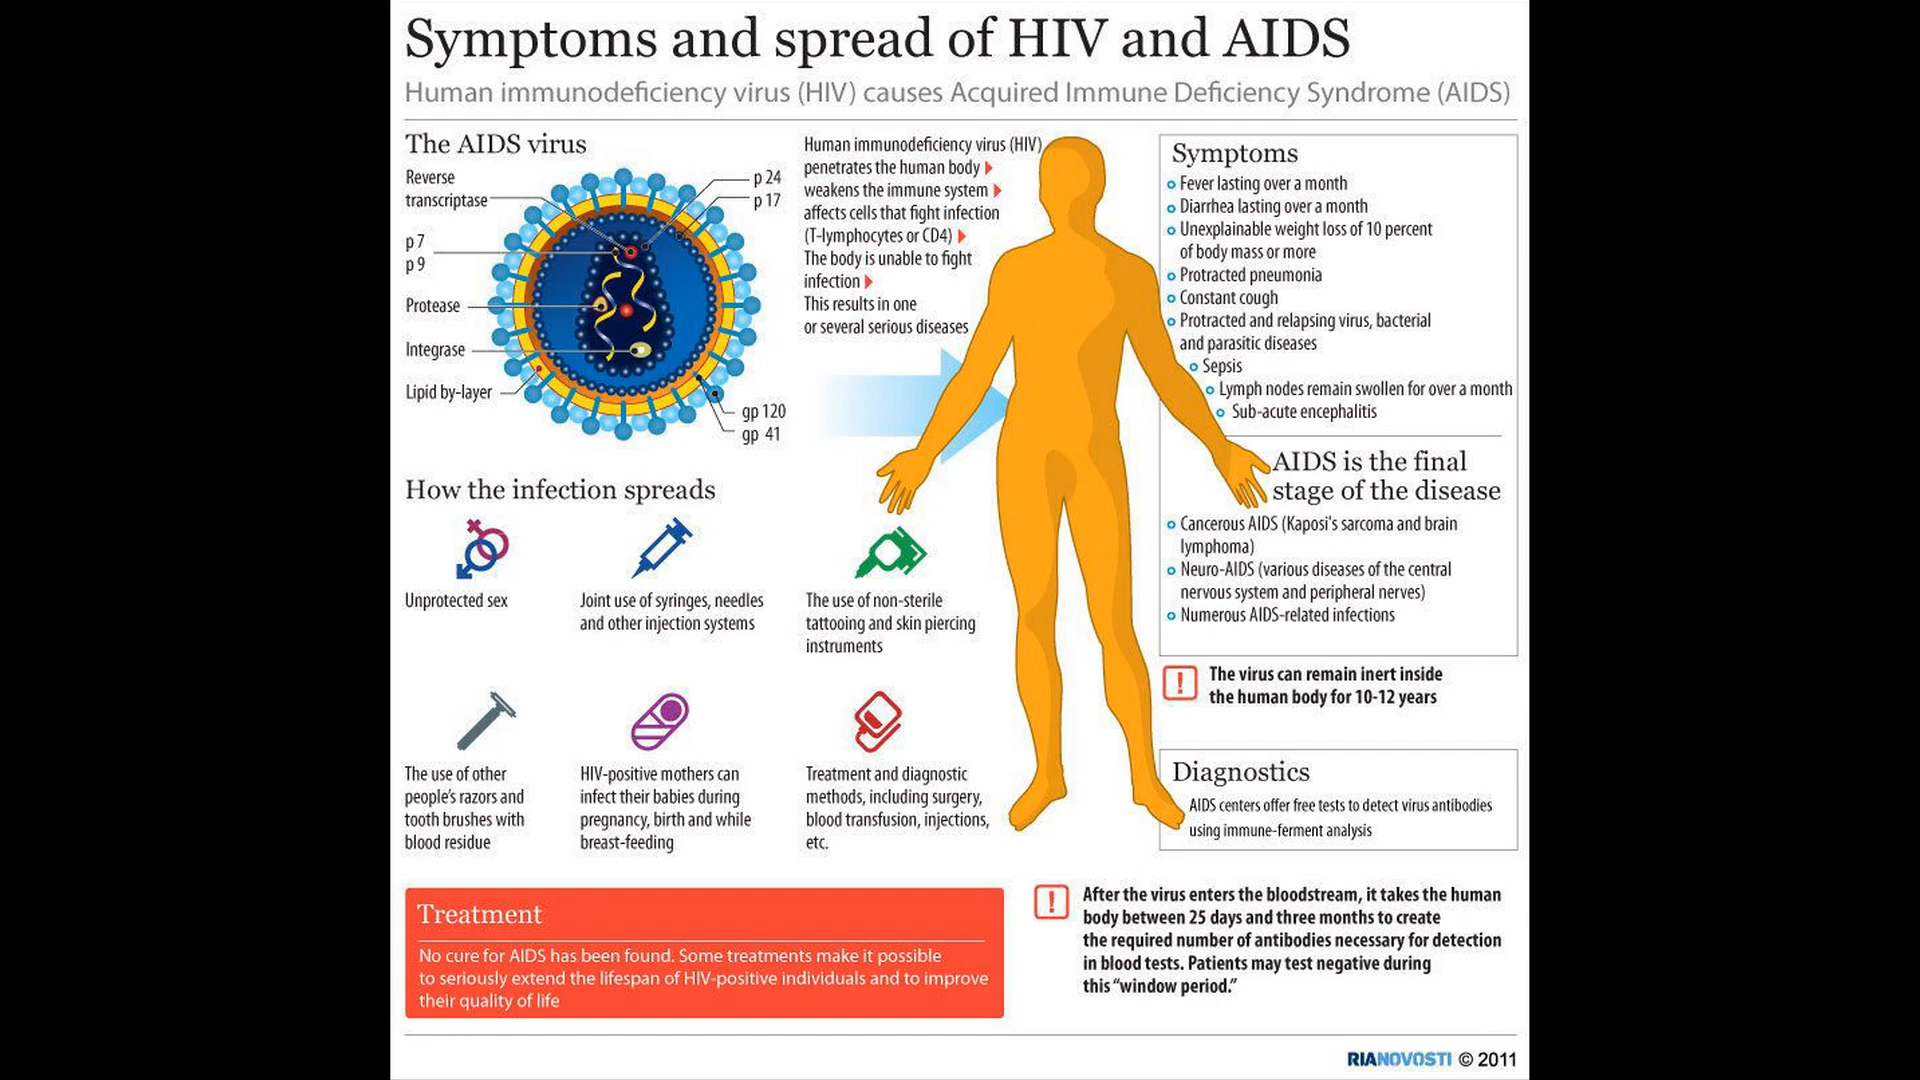 Symptoms and spread of HIV and AIDS
Human immunodeficiency virus (HIV) causes Acquired Immune Deficiency Syndrome (AIDS)
The AIDS virus
Reverse
transcriptase
p 7
p 9
Protease
Integrase
Lipid by-layer
p 24
p 17
gp 120
gp 41
Human immunodeficiency virus (HIV)
penetrates the human body
weakens the immune system
affects cells that fight infection
(T-lymphocytes or CD4)
The body is unable to fight
infection
This results in one
or several serious diseases
Symptoms
Fever lasting over a month
Diarrhea lasting over a month
Unexplainable weight loss of 10 percent
of body mass or more
Protracted pneumonia
Constant cough
Protracted and relapsing virus, bacterial
and parasitic diseases
Sepsis
Lymph nodes remain swollen for over a month
Sub-acute encephalitis
AIDS is the final
stage of the disease
Cancerous AIDS (Kaposi's sarcoma and brain
lymphoma)
Neuro-AIDS (various diseases of the central
nervous system and peripheral nerves)
Numerous AIDS-related infections
! The virus can remain inert inside
the human body for 10-12 years
Diagnostics
AIDS centers offer free tests to detect virus antibodies
using immune-ferment analysis
How the infection spreads
Unprotected sex
Joint use of syringes, needles
and other injection systems
The use of non-sterile
tattooing and skin piercing
instruments
The use of other
people's razors and
tooth brushes with
blood residue
HIV-positive mothers can
infect their babies during
pregnancy, birth and while
breast-feeding
Treatment and diagnostic
methods, including surgery,
blood transfusion, injections,
etc.
Treatment
No cure for AIDS has been found. Some treatments make it possible
to seriously extend the lifespan of HIV-positive individuals and to improve
their quality of life
! After the virus enters the bloodstream, it takes the human
body between 25 days and three months to create
the required number of antibodies necessary for detection
in blood tests. Patients may test negative during
this "window period."
RIANOVOSTI © 2011